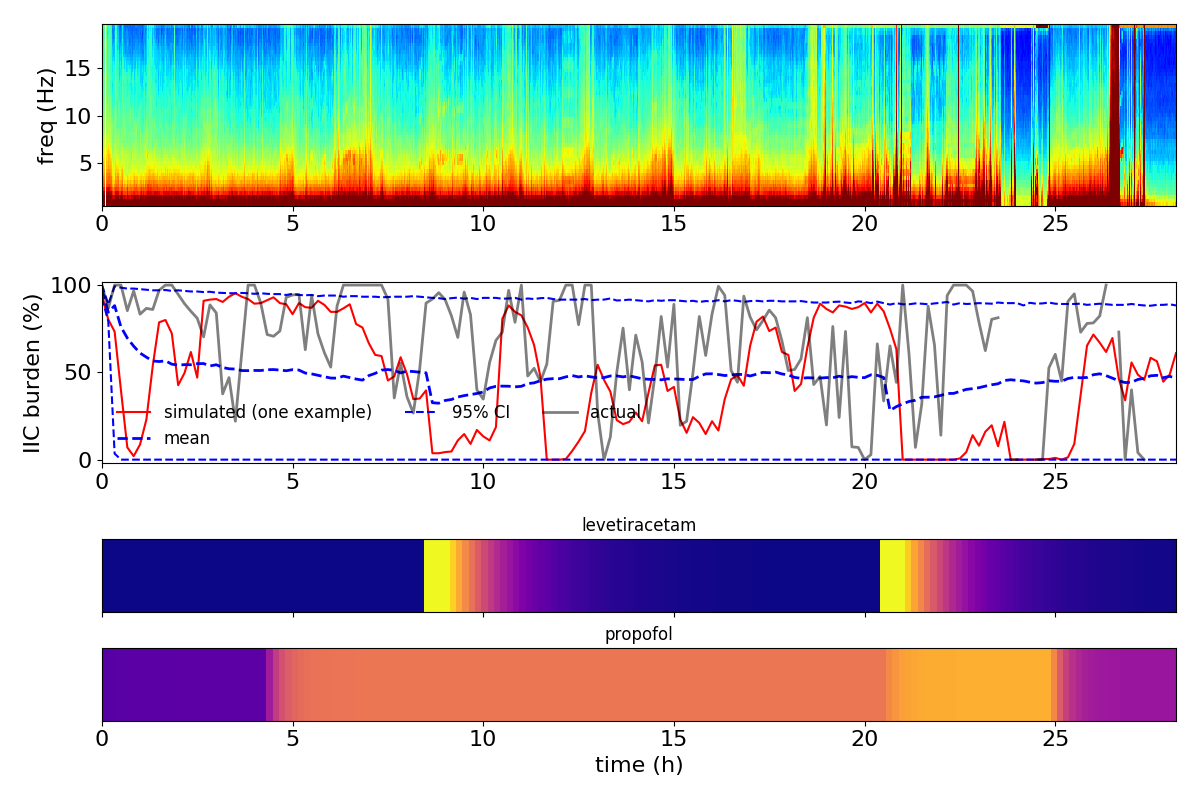 freq (Hz)
15
10
5
0 5 10 15 20 25
IIC burden (%)
100
50
0
simulated (one example) 95% CI actual
mean
0 5 10 15 20 25
levetiracetam
propofol
0 5 10 15 20 25
time (h)